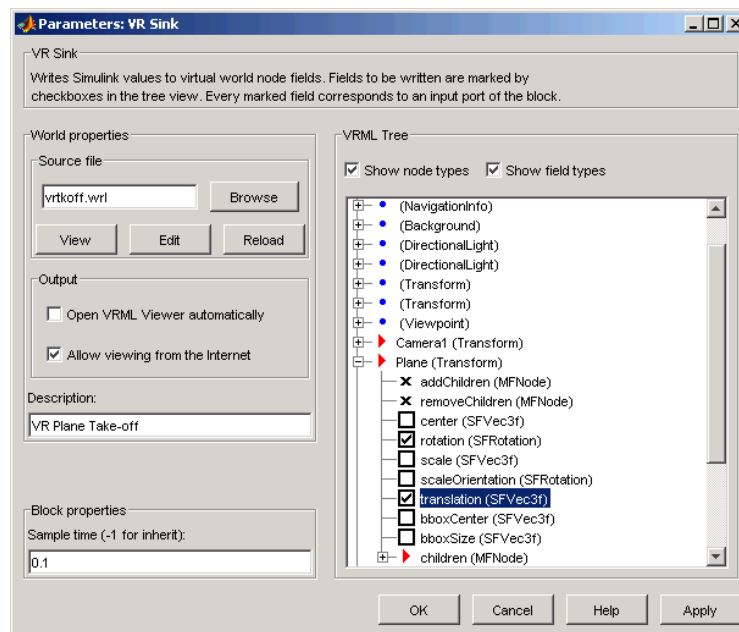 Parameters: VR Sink
VR Sink
Writes Simulink values to virtual world node fields. Fields to be written are marked by
checkboxes in the tree view. Every marked field corresponds to an input port of the block.
World properties
Source file
vrtkoff.wrl
Browse
View
Edit
Reload
Output
Open VRML Viewer automatically
Allow viewing from the Internet
Description:
VR Plane Take-off
Block properties
Sample time (-1 for inherit):
0.1
VRML Tree
Show node types
Show field types
(NavigationInfo)
(Background)
(DirectionalLight)
(DirectionalLight)
(Transform)
(Transform)
(Viewpoint)
Camera1 (Transform)
Plane (Transform)
addChildren (MFNode)
removeChildren (MFNode)
center (SFVec3f)
rotation (SFRotation)
scale (SFVec3f)
scaleOrientation (SFRotation)
translation (SFVec3f)
bboxCenter (SFVec3f)
bboxSize (SFVec3f)
children (MFNode)
OK
Cancel
Help
Apply